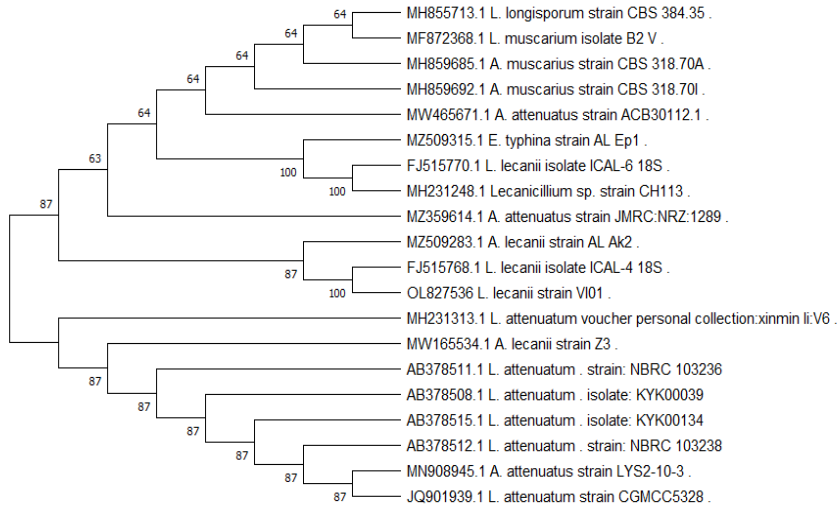 64
MH855713.1 L. longisporum strain CBS 384.35 .
64
MF872368.1 L. muscarium isolate B2 V .
64
MH859685.1 A. muscarius strain CBS 318.70A .
64
MH859692.1 A. muscarius strain CBS 318.70I .
64
MW465671.1 A. attenuatus strain ACB30112.1 .
MZ509315.1 E. typhina strain AL Ep1 .
63
100
FJ515770.1 L. lecanii isolate ICAL-6 18S .
100
MH231248.1 Lecanicillium sp. strain CH113 .
87
MZ359614.1 A. attenuatus strain JMRC:NRZ:1289 .
MZ509283.1 A. lecanii strain AL Ak2 .
87
FJ515768.1 L. lecanii isolate ICAL-4 18S .
100
OL827536 L. lecanii strain Vl01 .
MH231313.1 L. attenuatum voucher personal collection:xinmin li:V6 .
87
MW165534.1 A. lecanii strain Z3 .
87
AB378511.1 L. attenuatum . strain: NBRC 103236
87
AB378508.1 L. attenuatum . isolate: KYK00039
87
AB378515.1 L. attenuatum . isolate: KYK00134
87
AB378512.1 L. attenuatum . strain: NBRC 103238
87
MN908945.1 A. attenuatus strain LYS2-10-3 .
87
JQ901939.1 L. attenuatum strain CGMCC5328 .